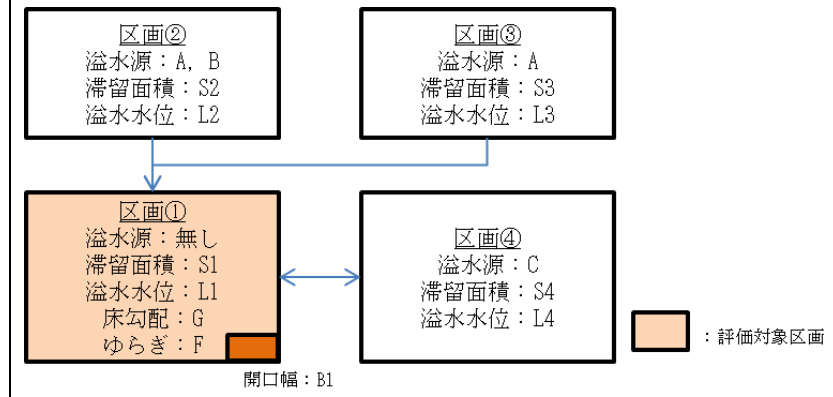 区画②
溢水源：A, B
滞留面積：S2
溢水水位：L2
区画③
溢水源：A
滞留面積：S3
溢水水位：L3
区画①
溢水源：無し
滞留面積：S1
溢水水位：L1
床勾配：G
ゆらぎ：F
区画④
溢水源：C
滞留面積：S4
溢水水位：L4
：評価対象区画
開口幅：B1